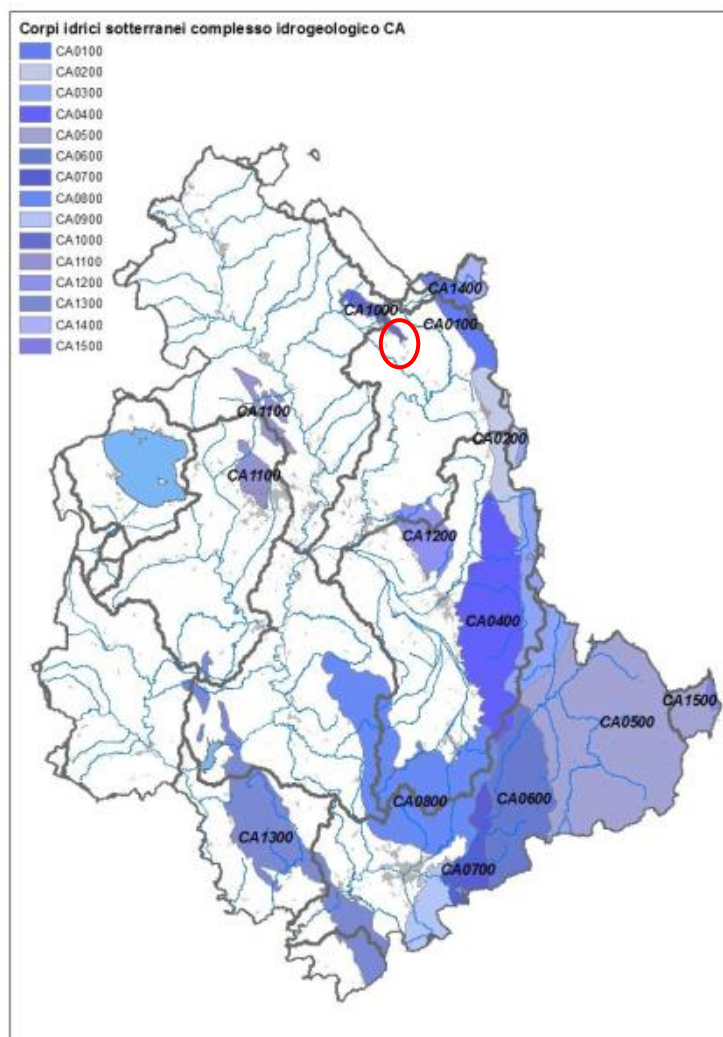 Corpi idrici sotterranei complesso idrogeologico CA
CA0100
CA0200
CA0300
CA0400
CA0500
CA0600
CA0700
CA0800
CA0900
CA1000
CA1100
CA1200
CA1300
CA1400
CA1500
CA1400
CA1000
CA0100
CA1100
CA0200
CA1100
CA1200
CA0400
CA1500
CA0500
CA0600
CA0800
CA1300
CA0700